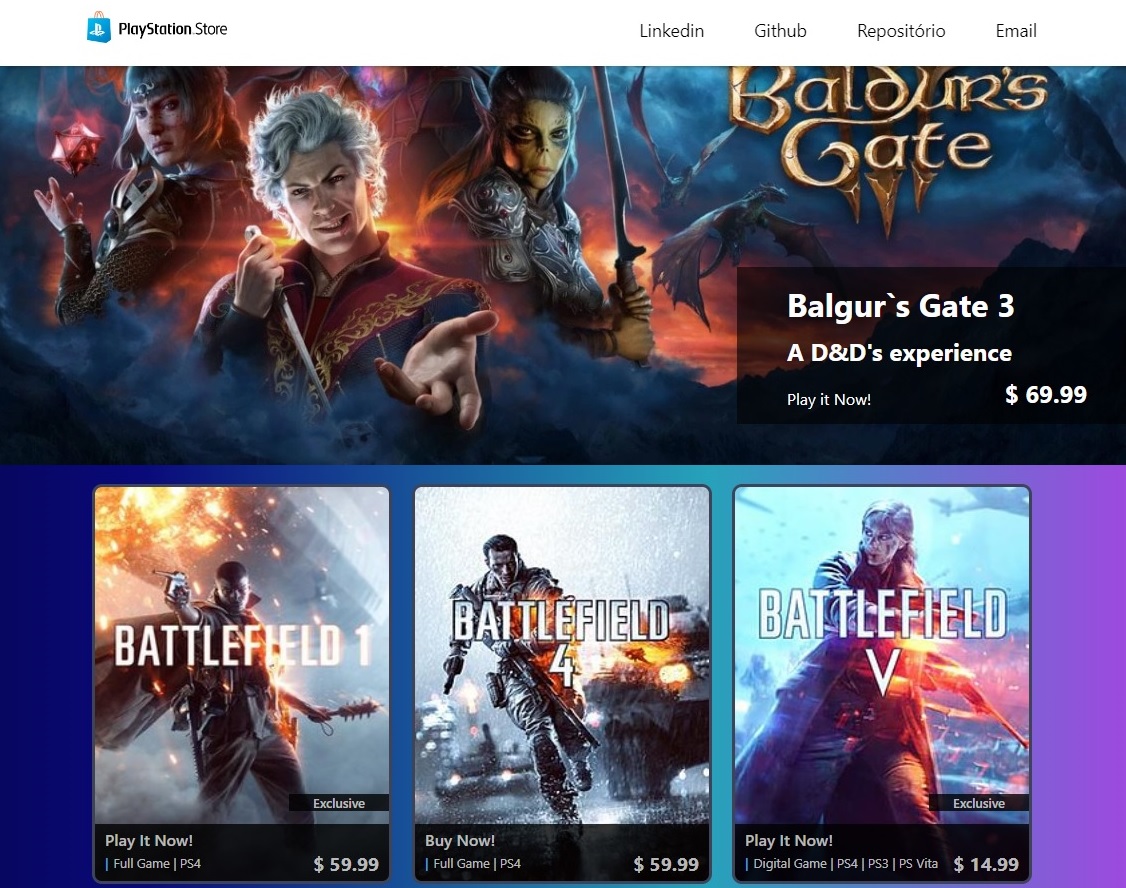 PlayStation.Store
Linkedin Github Repositório Email
Baldur's
Gate
Balgur`s Gate 3
A D&D's experience
Play it Now!
$ 69.99
BATTLEFIELD 1
Exclusive
Play It Now!
| Full Game | PS4
$ 59.99
BATTLEFIELD
4
Buy Now!
| Full Game | PS4
$ 59.99
BATTLEFIELD
V
Exclusive
Play It Now!
| Digital Game | PS4 | PS3 | PS Vita
$ 14.99